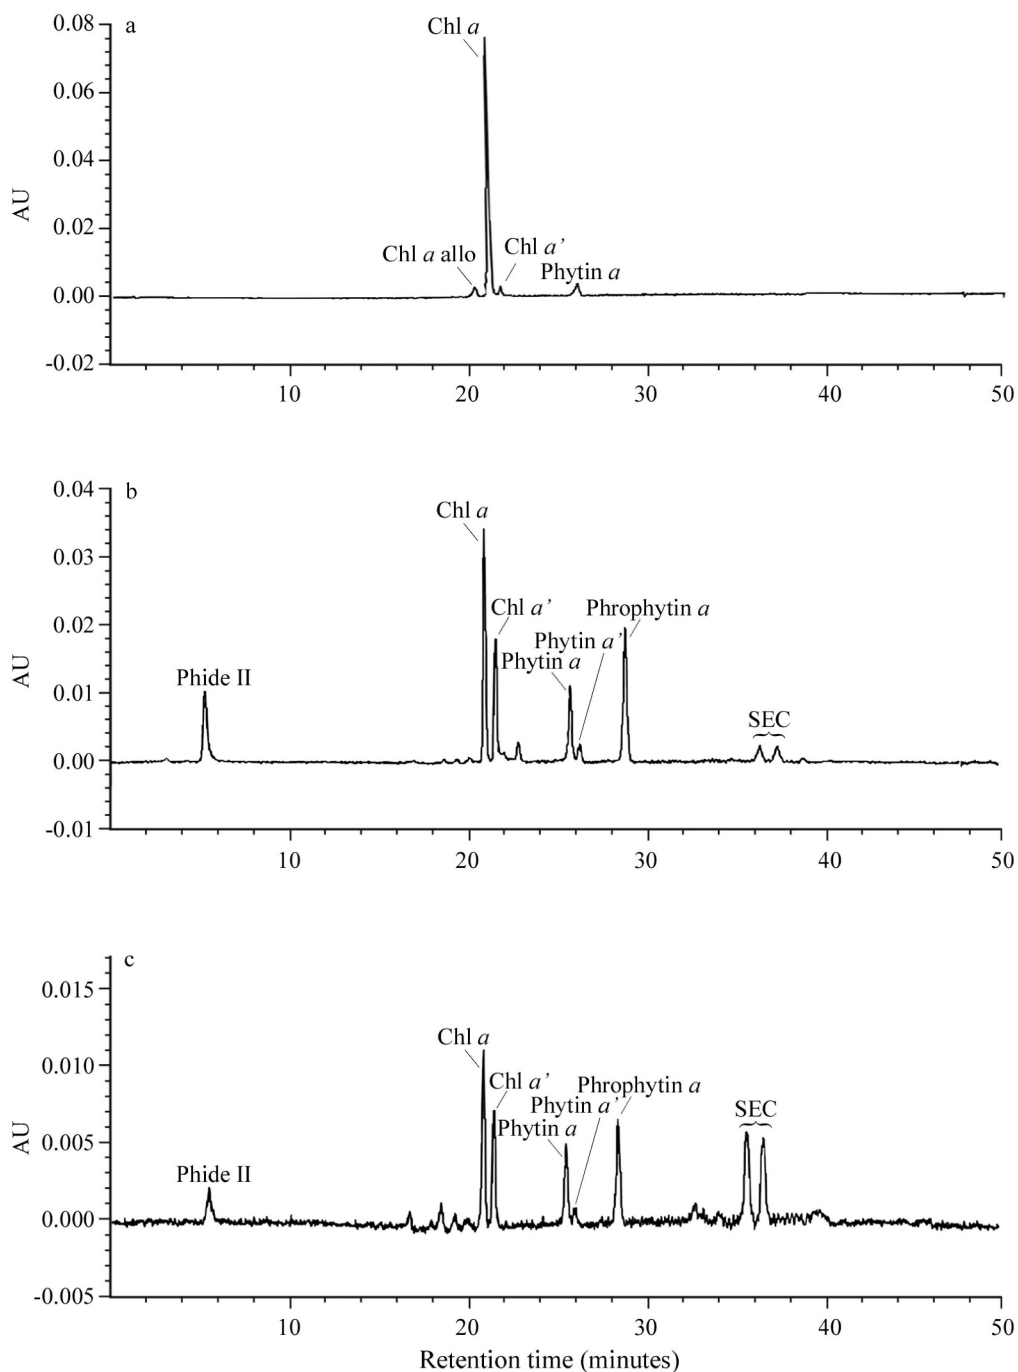 a
0.08
0.06
0.04
0.02
0.00
-0.02
AU
Chl a
Chl a allo
Chl a’
Phytin a
10
20
30
40
50
b
0.04
0.03
0.02
0.01
0.00
-0.01
AU
Phide II
Chl a
Chl a’
Phytin a
Phytin a’
Phrophytin a
SEC
10
20
30
40
50
c
0.015
0.010
0.005
0.000
-0.005
AU
Phide II
Chl a
Chl a’
Phytin a
Phytin a’
Phrophytin a
SEC
10
20
30
40
50
Retention time (minutes)